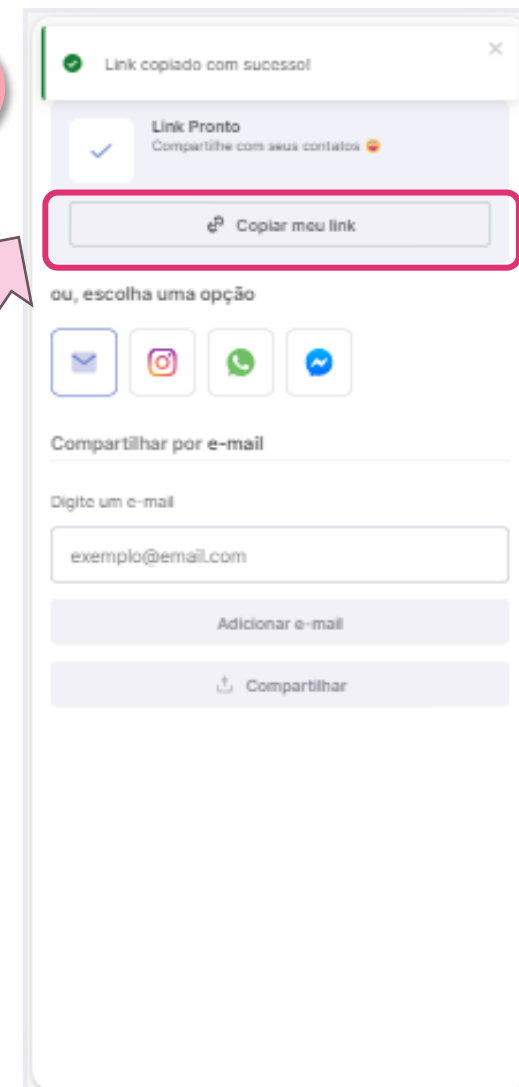 Link copiado com sucesso!
Link Pronto
Compartilhe com seus contatos 😄
Copiar meu link
ou, escolha uma opção
Compartilhar por e-mail
Digite um e-mail
exemplo@email.com
Adicionar e-mail
Compartilhar